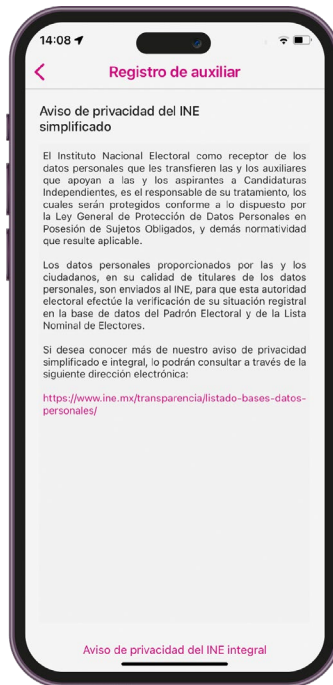 14:08
Registro de auxiliar
Aviso de privacidad del INE
simplificado
El Instituto Nacional Electoral como receptor de los
datos personales que les transfieren las y los auxiliares
que apoyan a las y los aspirantes a Candidaturas
Independientes, es el responsable de su tratamiento, los
cuales serán protegidos conforme a lo dispuesto por
la Ley General de Protección de Datos Personales en
Posesión de Sujetos Obligados, y demás normatividad
que resulte aplicable.
Los datos personales proporcionados por las y los
ciudadanos, en su calidad de titulares de los datos
personales, son enviados al INE, para que esta autoridad
electoral efectúe la verificación de su situación registral
en la base de datos del Padrón Electoral y de la Lista
Nominal de Electores.
Si desea conocer más de nuestro aviso de privacidad
simplificado e integral, lo podrán consultar a través de la
siguiente dirección electrónica:
https://www.ine.mx/transparencia/listado-bases-datos-
personales/
Aviso de privacidad del INE integral